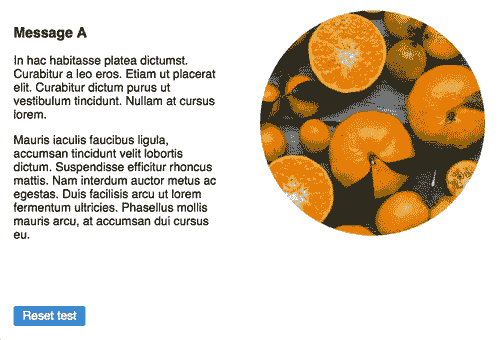 Message A
In hac habitasse platea dictumst.
Curabitur a leo eros. Etiam ut placerat
elit. Curabitur dictum purus ut
vestibulum tincidunt. Nullam at cursus
lorem.
Mauris iaculis faucibus ligula,
accumsan tincidunt velit lobortis
dictum. Suspendisse efficitur rhoncus
mattis. Nam interdum auctor metus ac
egestas. Duis facilisis arcu ut lorem
fermentum ultricies. Phasellus mollis
mauris arcu, at accumsan dui cursus
eu.
Reset test